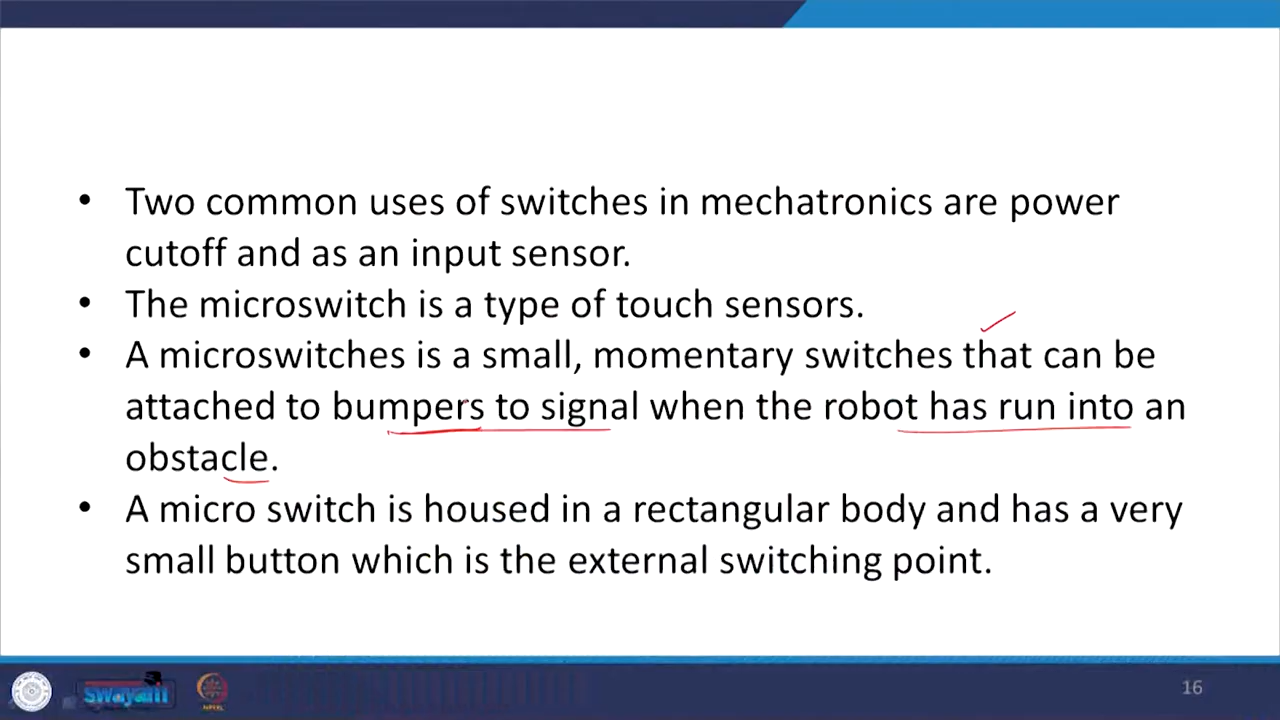 • Two common uses of switches in mechatronics are power
cutoff and as an input sensor.
• The microswitch is a type of touch sensors.
• A microswitches is a small, momentary switches that can be
attached to bumpers to signal when the robot has run into an
obstacle.
• A micro switch is housed in a rectangular body and has a very
small button which is the external switching point.
swayam
16